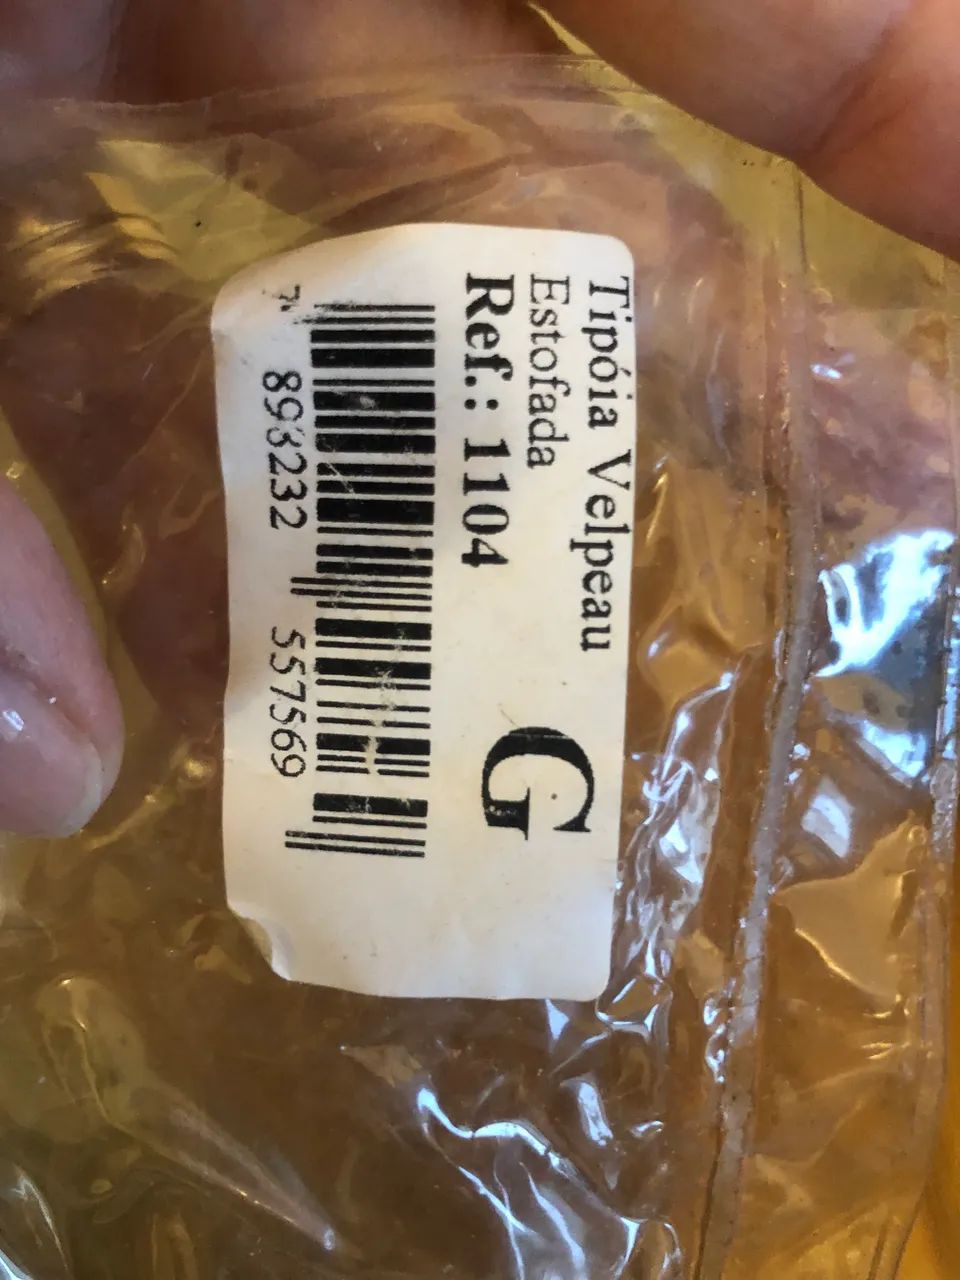 Tipóia Velpeau
Estofada
Ref.: 1104
G
7 898232 557569